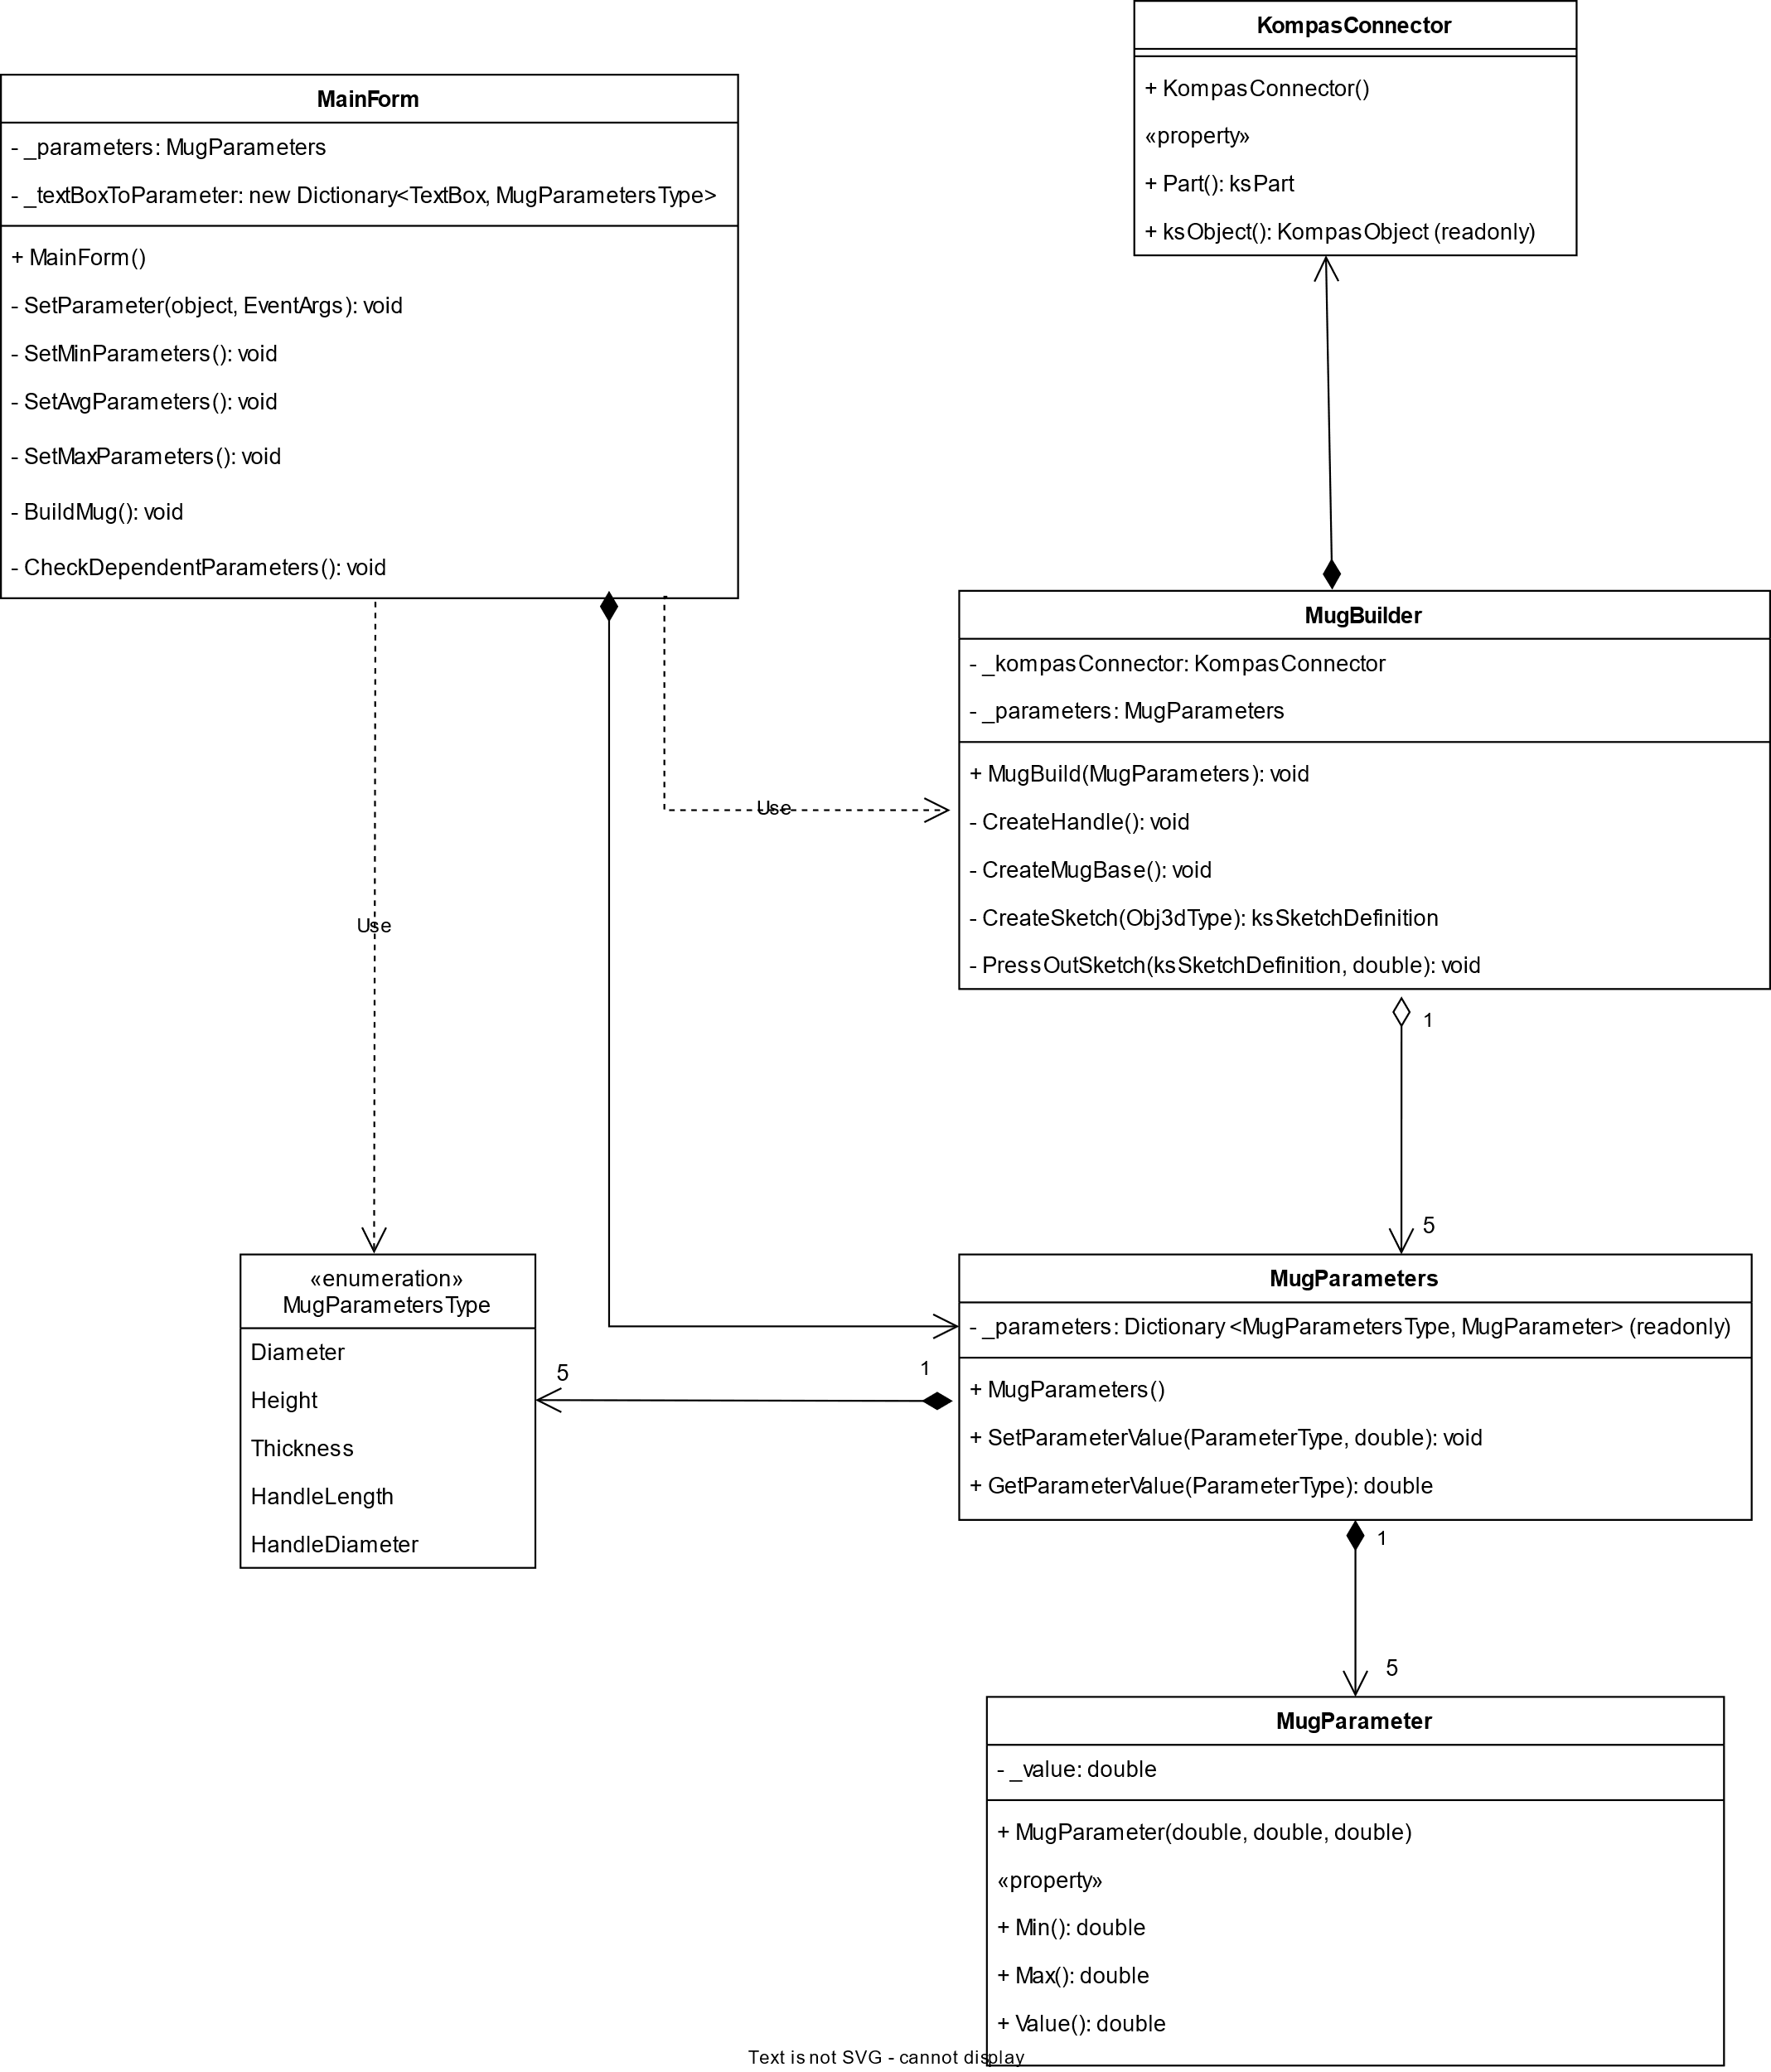 KompasConnector
+ KompasConnector()
«property»
+ Part(): ksPart
+ ksObject(): KompasObject (readonly)
MainForm
- _parameters: MugParameters
- _textBoxToParameter: new Dictionary<TextBox, MugParametersType>
+ MainForm()
- SetParameter(object, EventArgs): void
- SetMinParameters(): void
- SetAvgParameters(): void
- SetMaxParameters(): void
- BuildMug(): void
- CheckDependentParameters(): void
MugBuilder
- _kompasConnector: KompasConnector
- _parameters: MugParameters
+ MugBuild(MugParameters): void
- CreateHandle(): void
- CreateMugBase(): void
- CreateSketch(Obj3dType): ksSketchDefinition
- PressOutSketch(ksSketchDefinition, double): void
Use
Use
1
5
«enumeration»
MugParametersType
Diameter
Height
Thickness
HandleLength
HandleDiameter
5
1
MugParameters
- _parameters: Dictionary <MugParametersType, MugParameter> (readonly)
+ MugParameters()
+ SetParameterValue(ParameterType, double): void
+ GetParameterValue(ParameterType): double
1
5
MugParameter
- _value: double
+ MugParameter(double, double, double)
«property»
+ Min(): double
+ Max(): double
+ Value(): double
Text is not SVG - cannot display